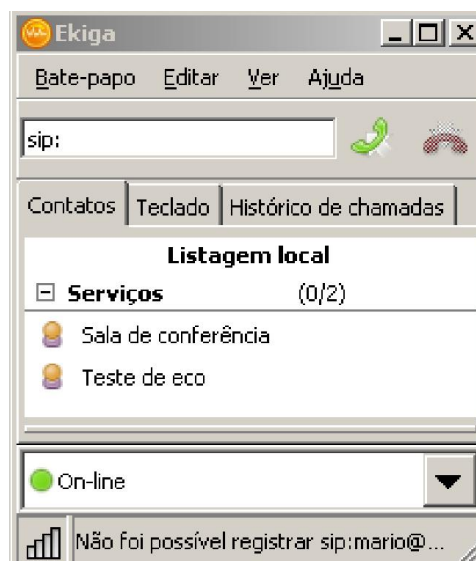 Ekiga
Bate-papo Editar Ver Ajuda
sip:
Contatos Teclado Histórico de chamadas
Listagem local
Serviços (0/2)
Sala de conferência
Teste de eco
On-line
Não foi possível registrar sip:mario@...